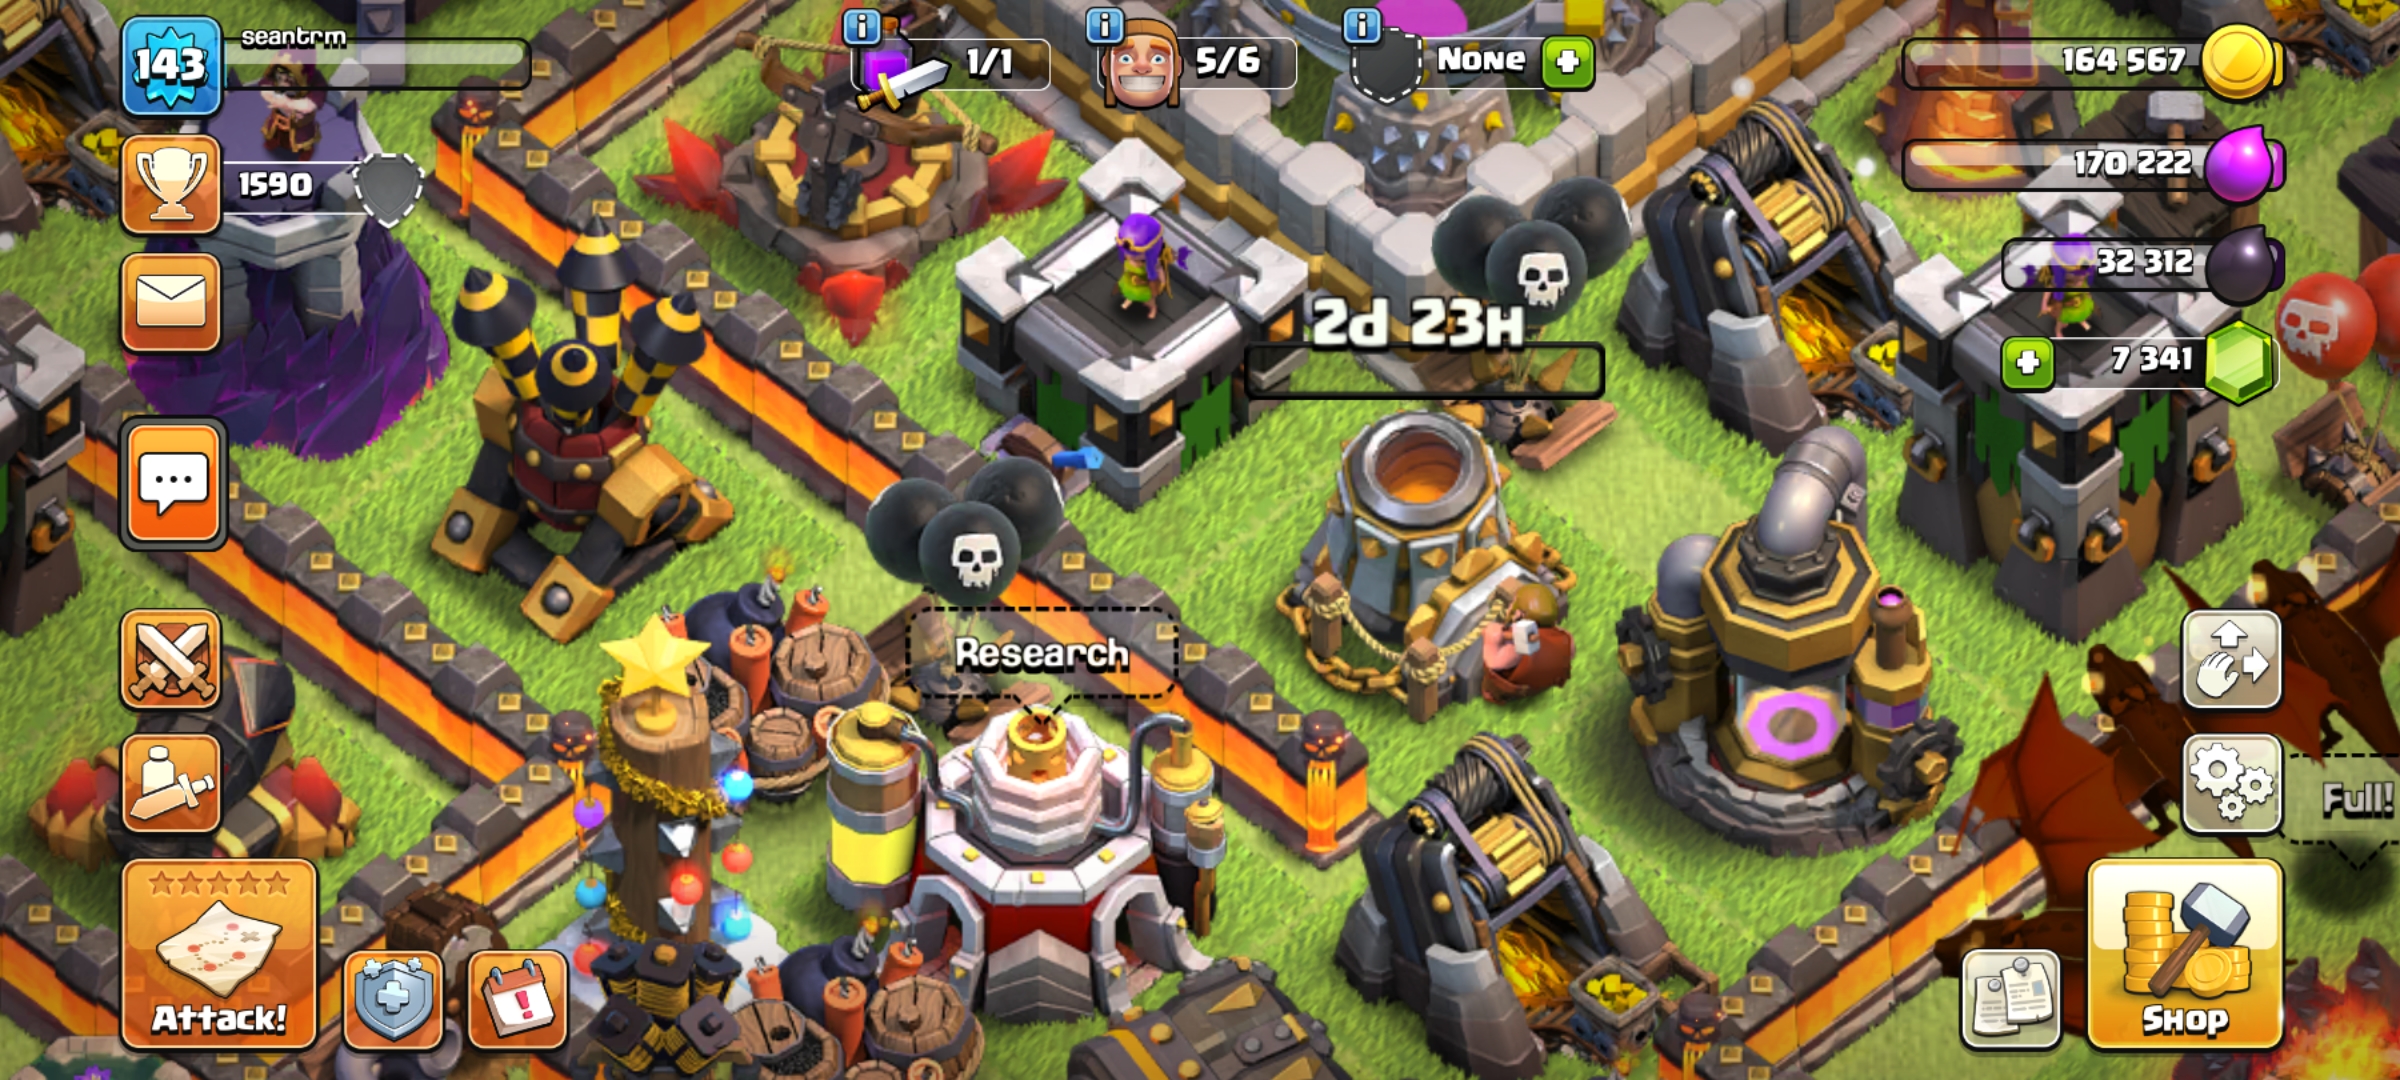 143
seantrm
1/1
5/6
None
164 567
1590
170 222
32 312
2d 23H
7 341
Research
Full!
Attack!
Shop